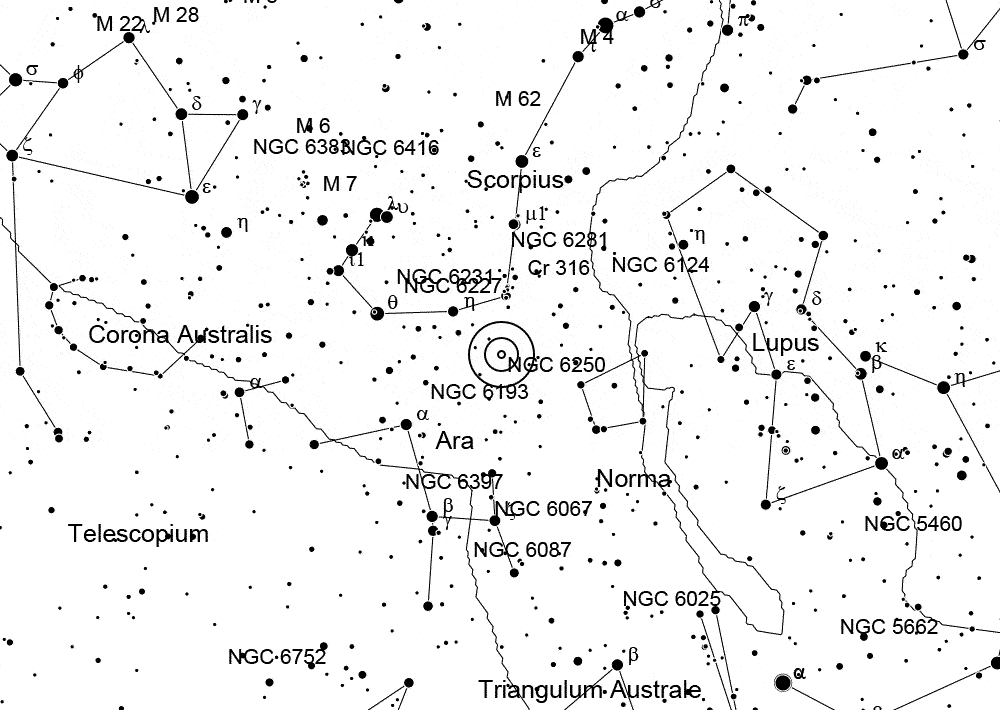 M 28
M 22 λ
α σ
π
M 4
τ
σ
σ
φ
M 62
δ
γ
M 6
NGC 6383 NGC 6416
ζ
ε
Scorpius
M 7
ε
λ υ
μ1
η
η
κ
NGC 6281
ι1
Cr 316
NGC 6124
NGC 6231
NGC 6227
θ
η
γ
δ
Corona Australis
Lupus
κ
NGC 6250
ε
β
α
NGC 6193
η
α
Ara
α
NGC 6397
Norma
ζ
β
γ
ζ
NGC 6067
NGC 5460
Telescopium
NGC 6087
NGC 6025
NGC 5662
NGC 6752
β
α
Triangulum Australe
β